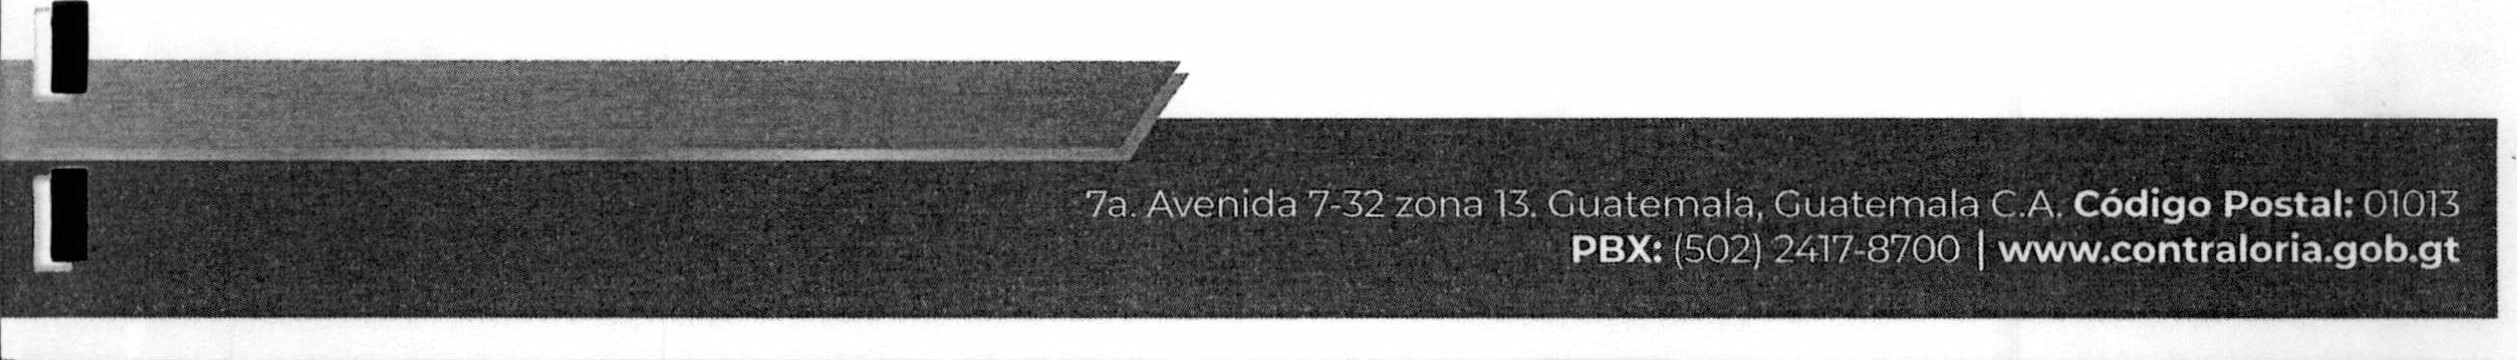 7a. Avenida 7-32 zona 13. Guatemala, Guatemala C.A. Código Postal: 01013
PBX: (502) 2417-8700 | www.contraloria.gob.gt